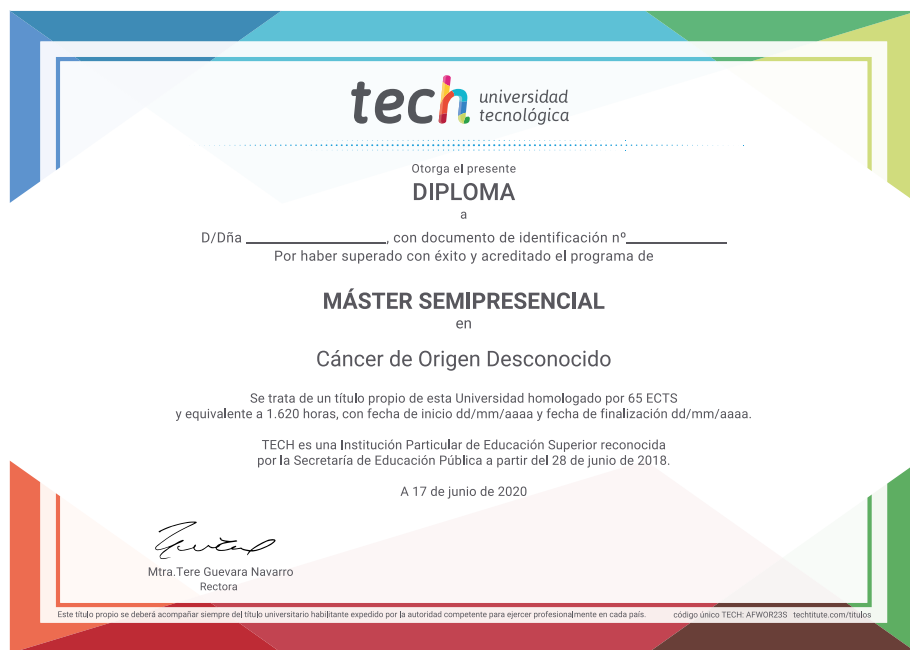 tech universidad
tecnológica
Otorga el presente
DIPLOMA
a
D/Dña ________________, con documento de identificación nº____________
Por haber superado con éxito y acreditado el programa de
MÁSTER SEMIPRESENCIAL
en
Cáncer de Origen Desconocido
Se trata de un título propio de esta Universidad homologado por 65 ECTS
y equivalente a 1.620 horas, con fecha de inicio dd/mm/aaaa y fecha de finalización dd/mm/aaaa.
TECH es una Institución Particular de Educación Superior reconocida
por la Secretaría de Educación Pública a partir del 28 de junio de 2018.
A 17 de junio de 2020
Mtra.Tere Guevara Navarro
Rectora
Este título propio se deberá acompañar siempre del título universitario habilitante expedido por la autoridad competente para ejercer profesionalmente en cada país. código único TECH: AFWOR23S techtitute.com/titulos